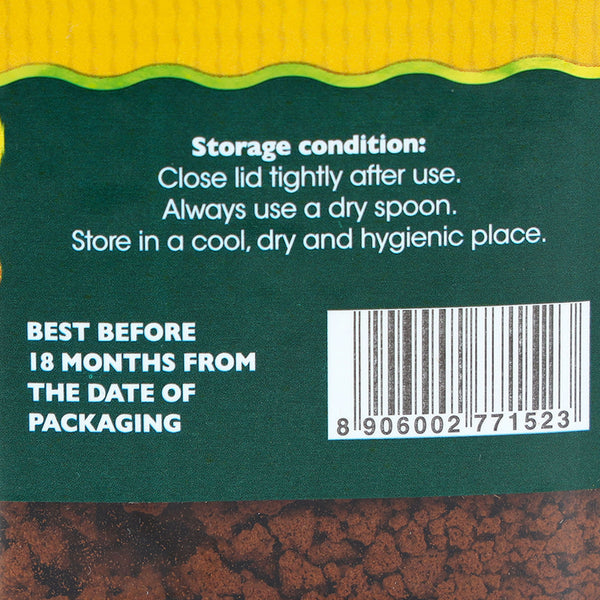 Storage condition:
Close lid tightly after use.
Always use a dry spoon.
Store in a cool, dry and hygienic place.
BEST BEFORE
18 MONTHS FROM
THE DATE OF
PACKAGING
8 906002 771523